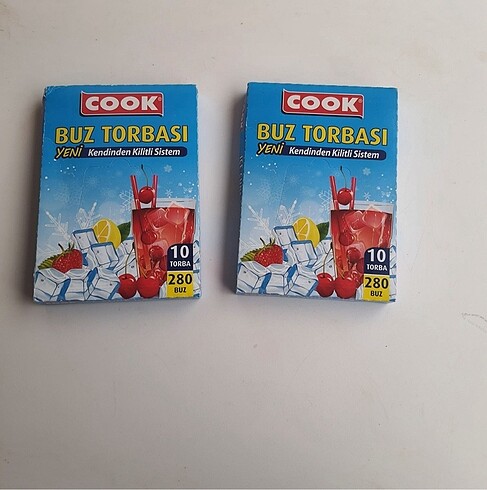 COOK
BUZ TORBASI
YENİ Kendinden Kilitli Sistem
10
TORBA
280
BUZ
COOK
BUZ TORBASI
YENİ Kendinden Kilitli Sistem
10
TORBA
280
BUZ